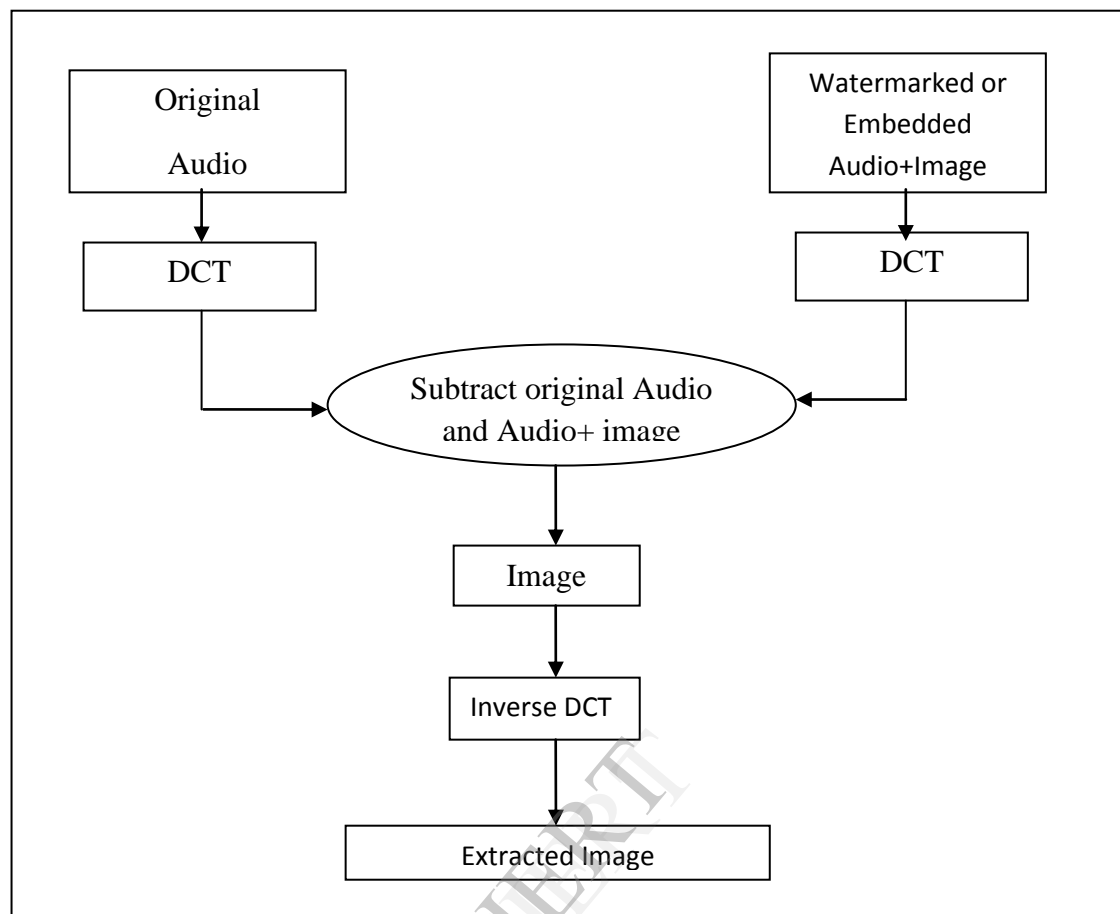 Original
Audio
Watermarked or
Embedded
Audio+Image
DCT
DCT
Subtract original Audio
and Audio+ image
Image
Inverse DCT
Extracted Image
IJERT